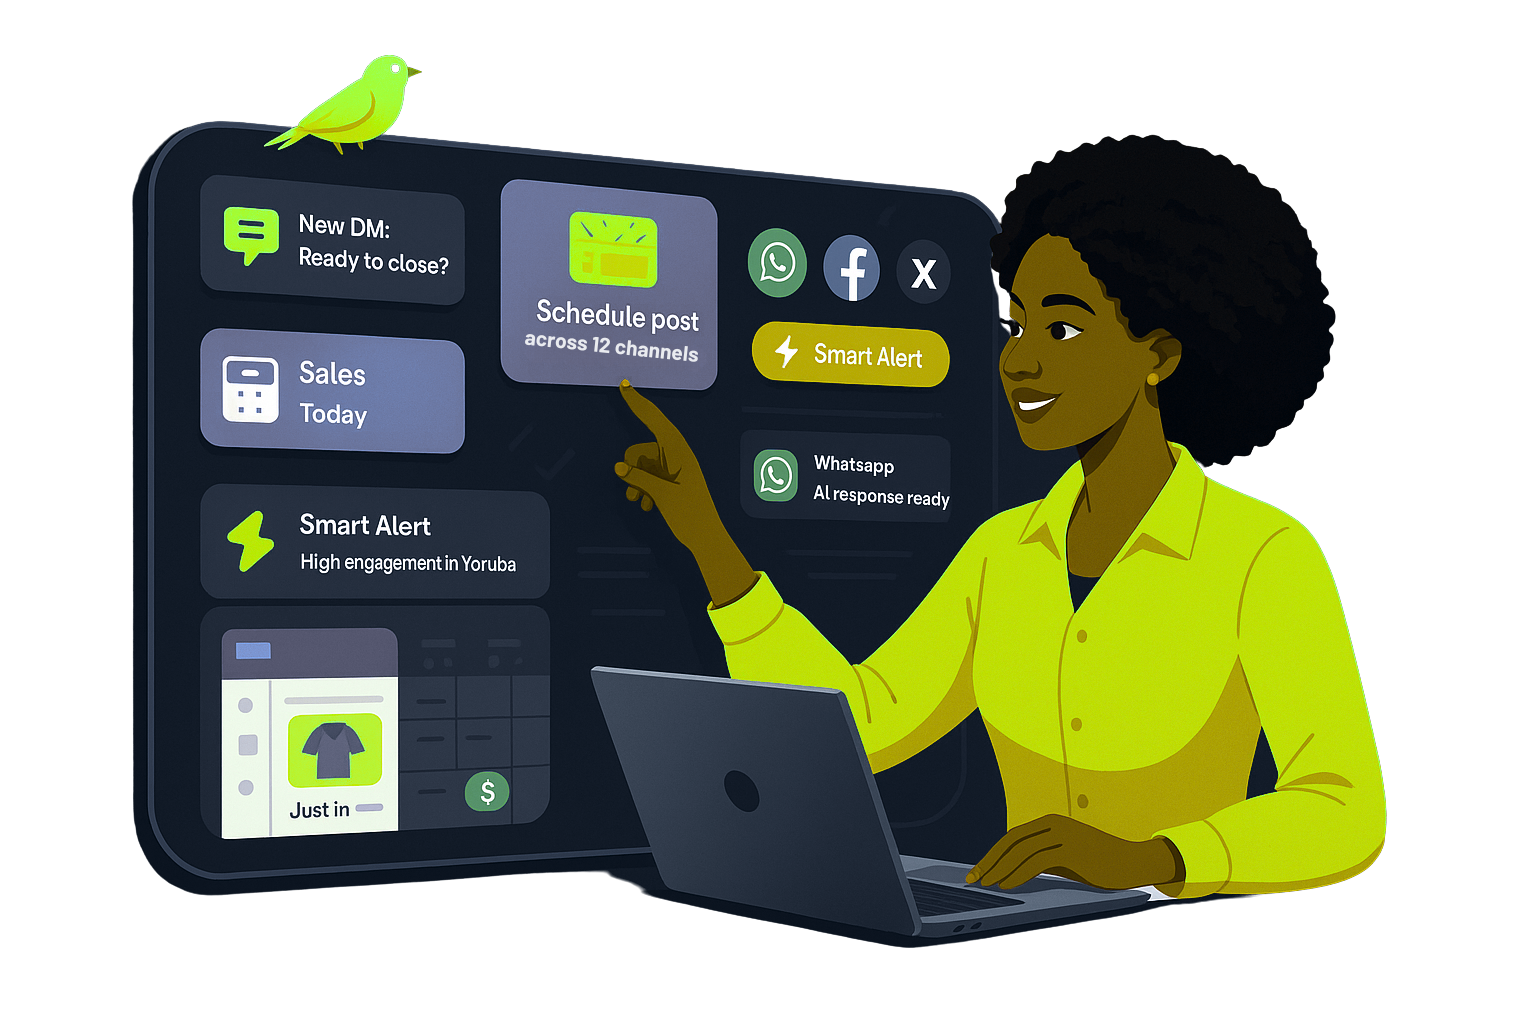 New DM:
Ready to close?
Schedule post
across 12 channels
X
Smart Alert
Sales
Today
Whatsapp
AI response ready
Smart Alert
High engagement in Yoruba
$
Just in